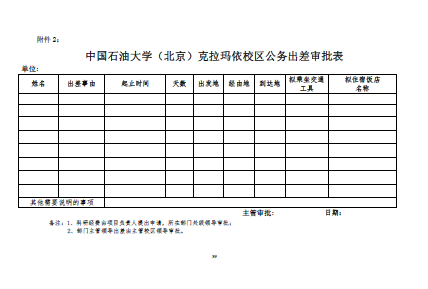 附件2：
中国石油大学（北京）克拉玛依校区公务出差审批表
单位：
姓名 出差事由 起止时间 天数 出发地 经由地 到达地 拟乘坐交通工具 拟住宿饭店名称
其他需要说明的事项
主管审批： 日期：
备注：1、科研经费由项目负责人提出申请，所在部门处级领导审批；
2、部门主管领导出差由主管校区领导审批。